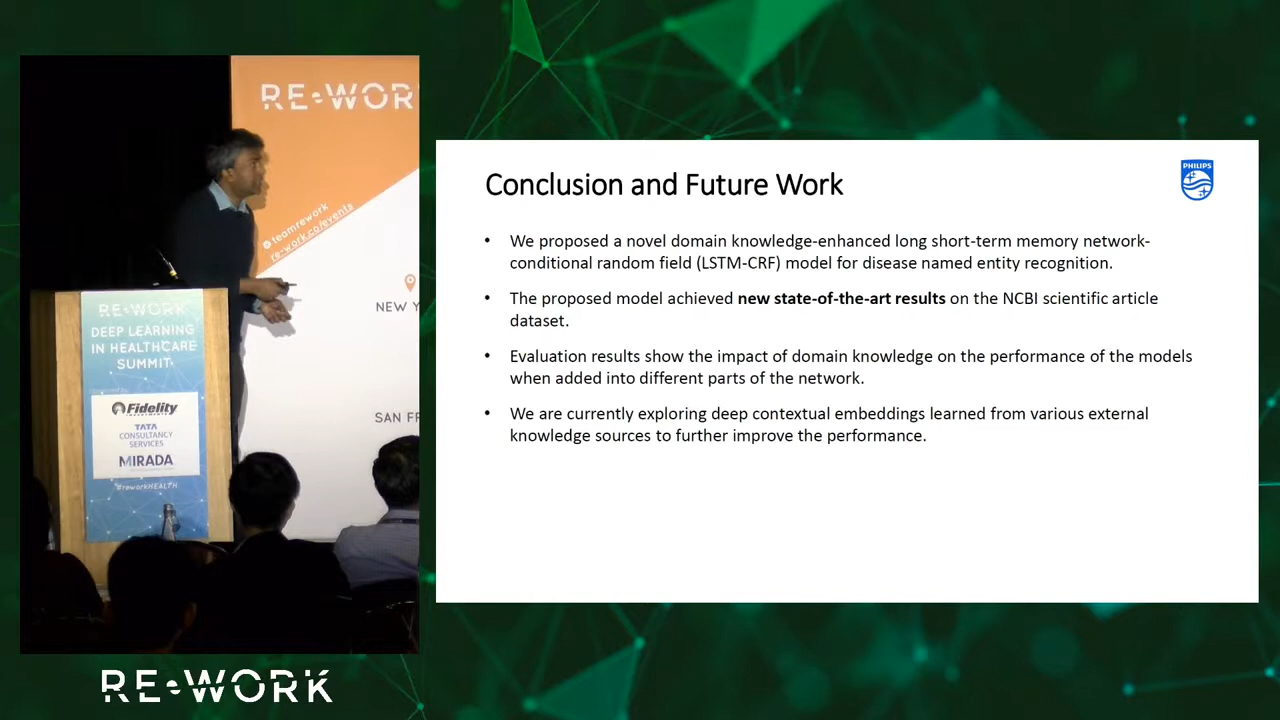 RE•WOR
teamrework
re-work.co/events
NEW Y
SAN FR
RE•WORK
DEEP LEARNING
IN HEALTHCARE
SUMMIT
Fidelity
INVESTMENTS
TATA
CONSULTANCY
SERVICES
MIRADA
#reworkHEALTH
RE•WORK
PHILIPS
Conclusion and Future Work
• We proposed a novel domain knowledge-enhanced long short-term memory network-
conditional random field (LSTM-CRF) model for disease named entity recognition.
• The proposed model achieved new state-of-the-art results on the NCBI scientific article
dataset.
• Evaluation results show the impact of domain knowledge on the performance of the models
when added into different parts of the network.
• We are currently exploring deep contextual embeddings learned from various external
knowledge sources to further improve the performance.